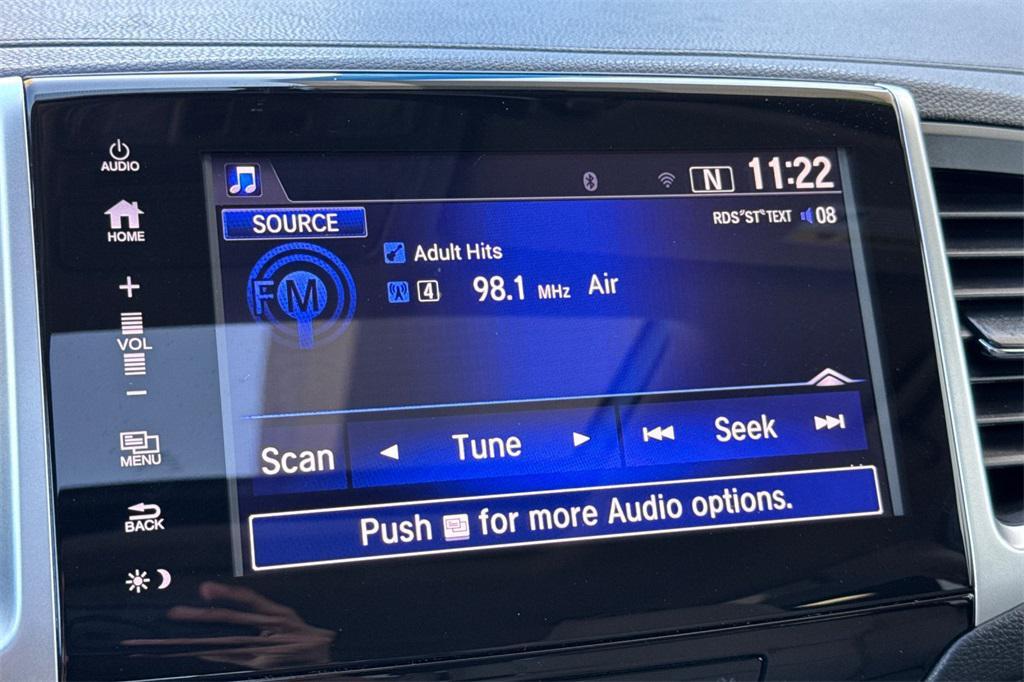 AUDIO
HOME
+
VOL
−
MENU
BACK
N 11:22
SOURCE
RDS "ST" TEXT 08
FM
Adult Hits
4 98.1 MHz Air
Scan Tune Seek
Push for more Audio options.